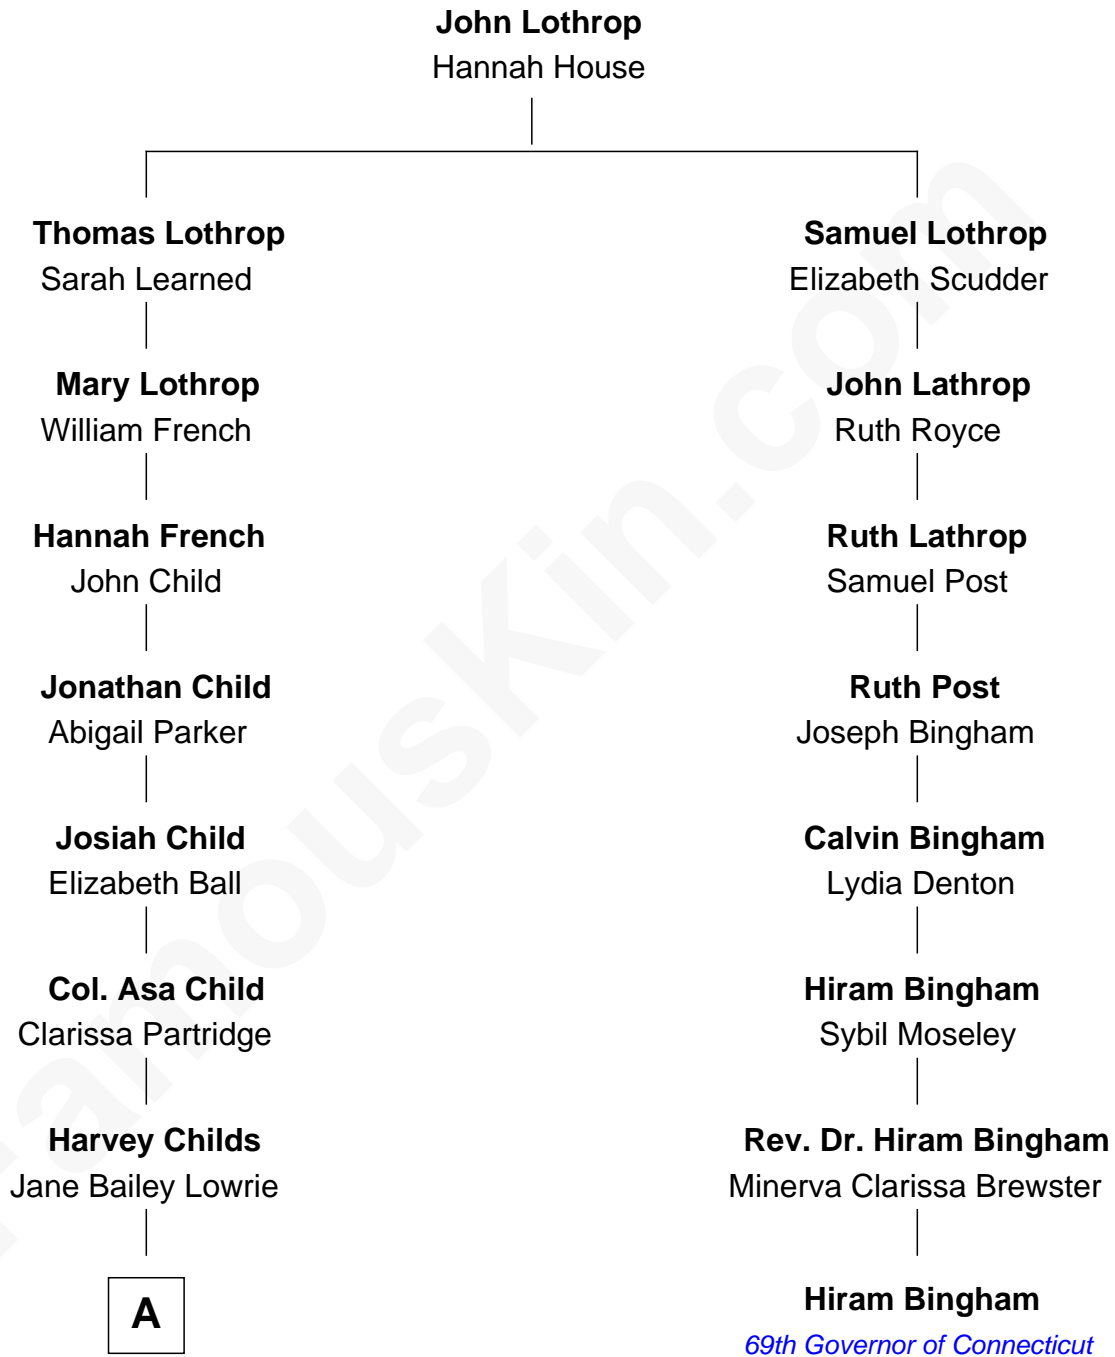 John Lothrop
Hannah House
Thomas Lothrop
Sarah Learned
Samuel Lothrop
Elizabeth Scudder
Mary Lothrop
William French
John Lathrop
Ruth Royce
Hannah French
John Child
Ruth Lathrop
Samuel Post
Jonathan Child
Abigail Parker
Ruth Post
Joseph Bingham
Josiah Child
Elizabeth Ball
Calvin Bingham
Lydia Denton
Col. Asa Child
Clarissa Partridge
Hiram Bingham
Sybil Moseley
Harvey Childs
Jane Bailey Lowrie
Rev. Dr. Hiram Bingham
Minerva Clarissa Brewster
A
Hiram Bingham
69th Governor of Connecticut
FamousKin.com